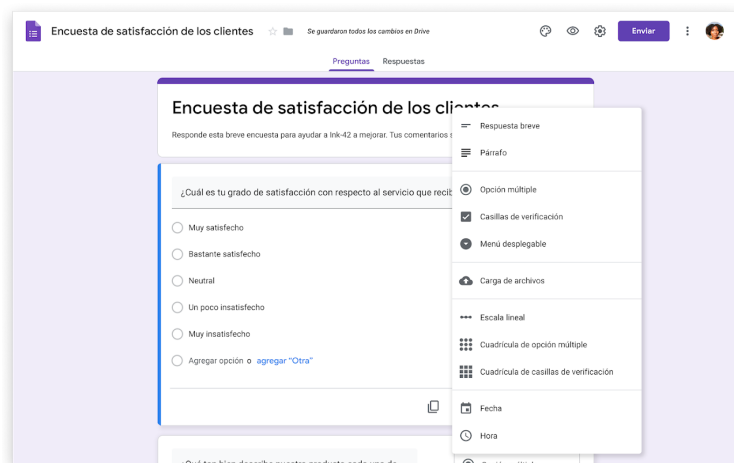 Encuesta de satisfacción de los clientes
Se guardaron todos los cambios en Drive
Enviar
Preguntas Respuestas
Encuesta de satisfacción de los clientes
Responde esta breve encuesta para ayudar a Ink-42 a mejorar. Tus comentarios
¿Cuál es tu grado de satisfacción con respecto al servicio que
Muy satisfecho
Bastante satisfecho
Neutral
Un poco insatisfecho
Muy insatisfecho
Agregar opción o agregar "Otra"
Respuesta breve
Párrafo
Opción múltiple
Casillas de verificación
Menú desplegable
Carga de archivos
Escala lineal
Cuadrícula de opción múltiple
Cuadrícula de casillas de verificación
Fecha
Hora